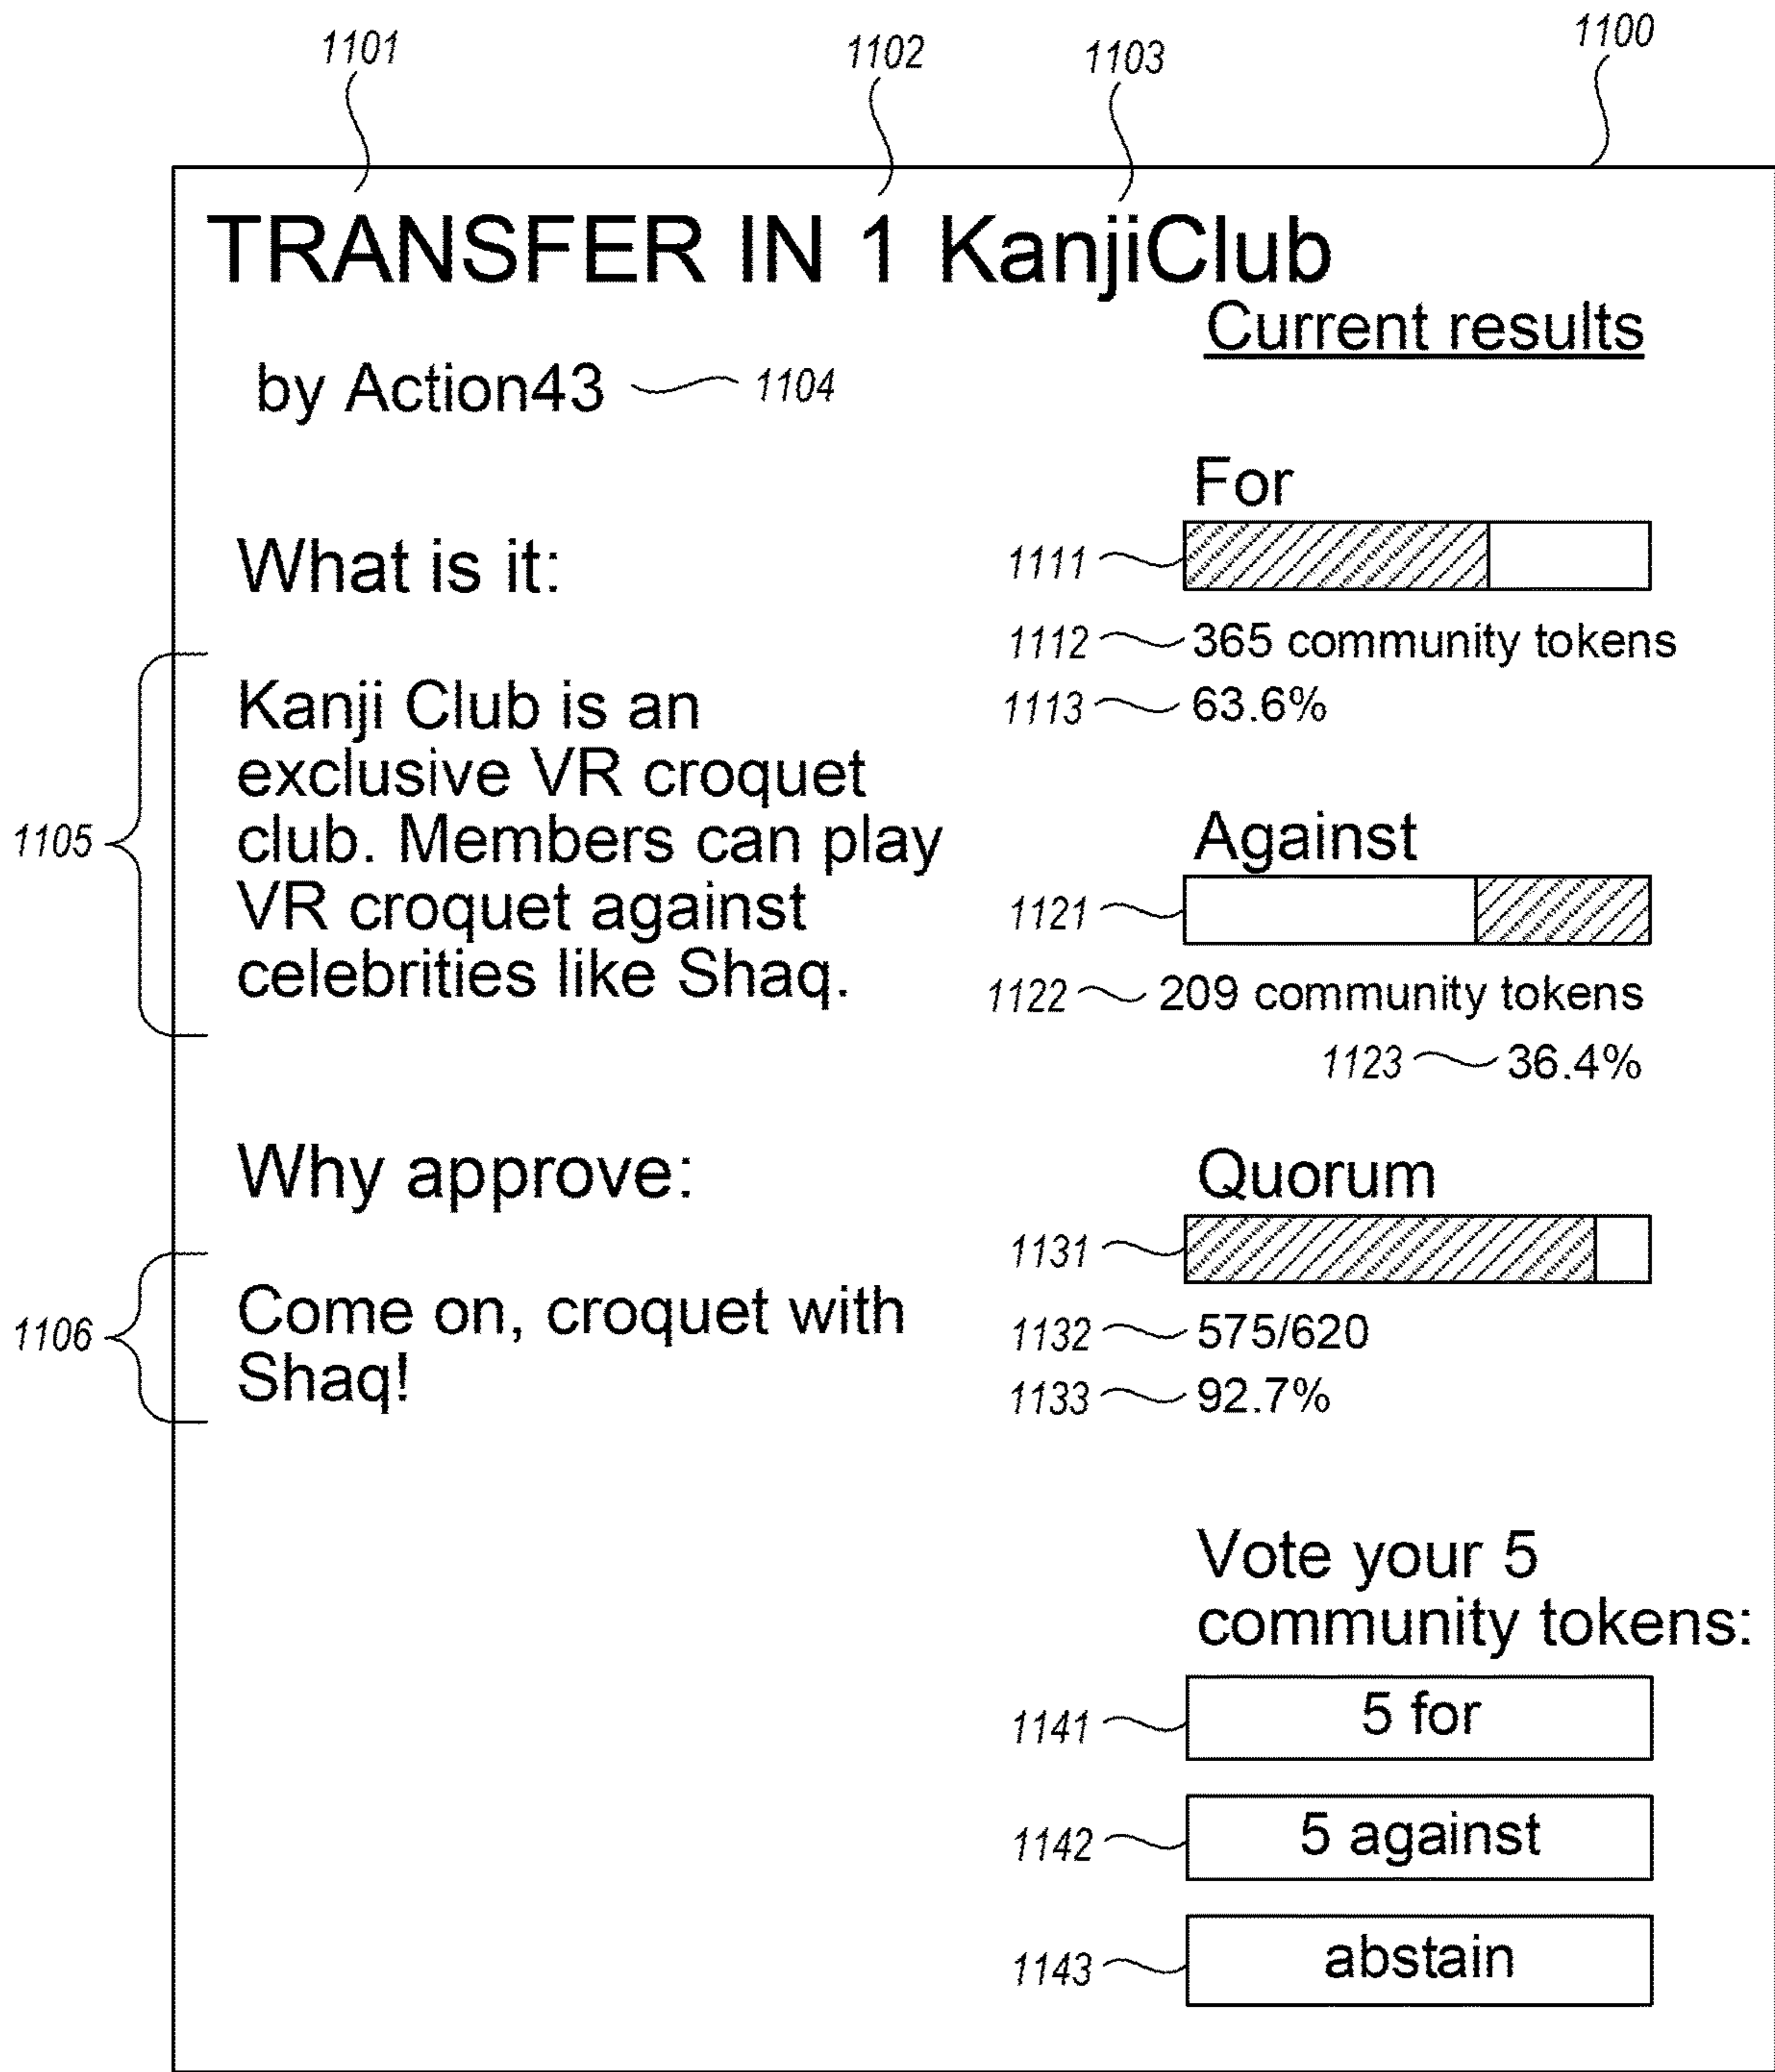 1101
1102
1103
1100
TRANSFER IN 1 KanjiClub
Current results
by Action43
1104
For
What is it:
1111
1112
365 community tokens
1113
63.6%
1105
Kanji Club is an
exclusive VR croquet
club. Members can play
VR croquet against
celebrities like Shaq.
Against
1121
1122
209 community tokens
1123
36.4%
Why approve:
Quorum
1131
1106
Come on, croquet with
Shaq!
1132
575/620
1133
92.7%
Vote your 5
community tokens:
1141
5 for
1142
5 against
1143
abstain